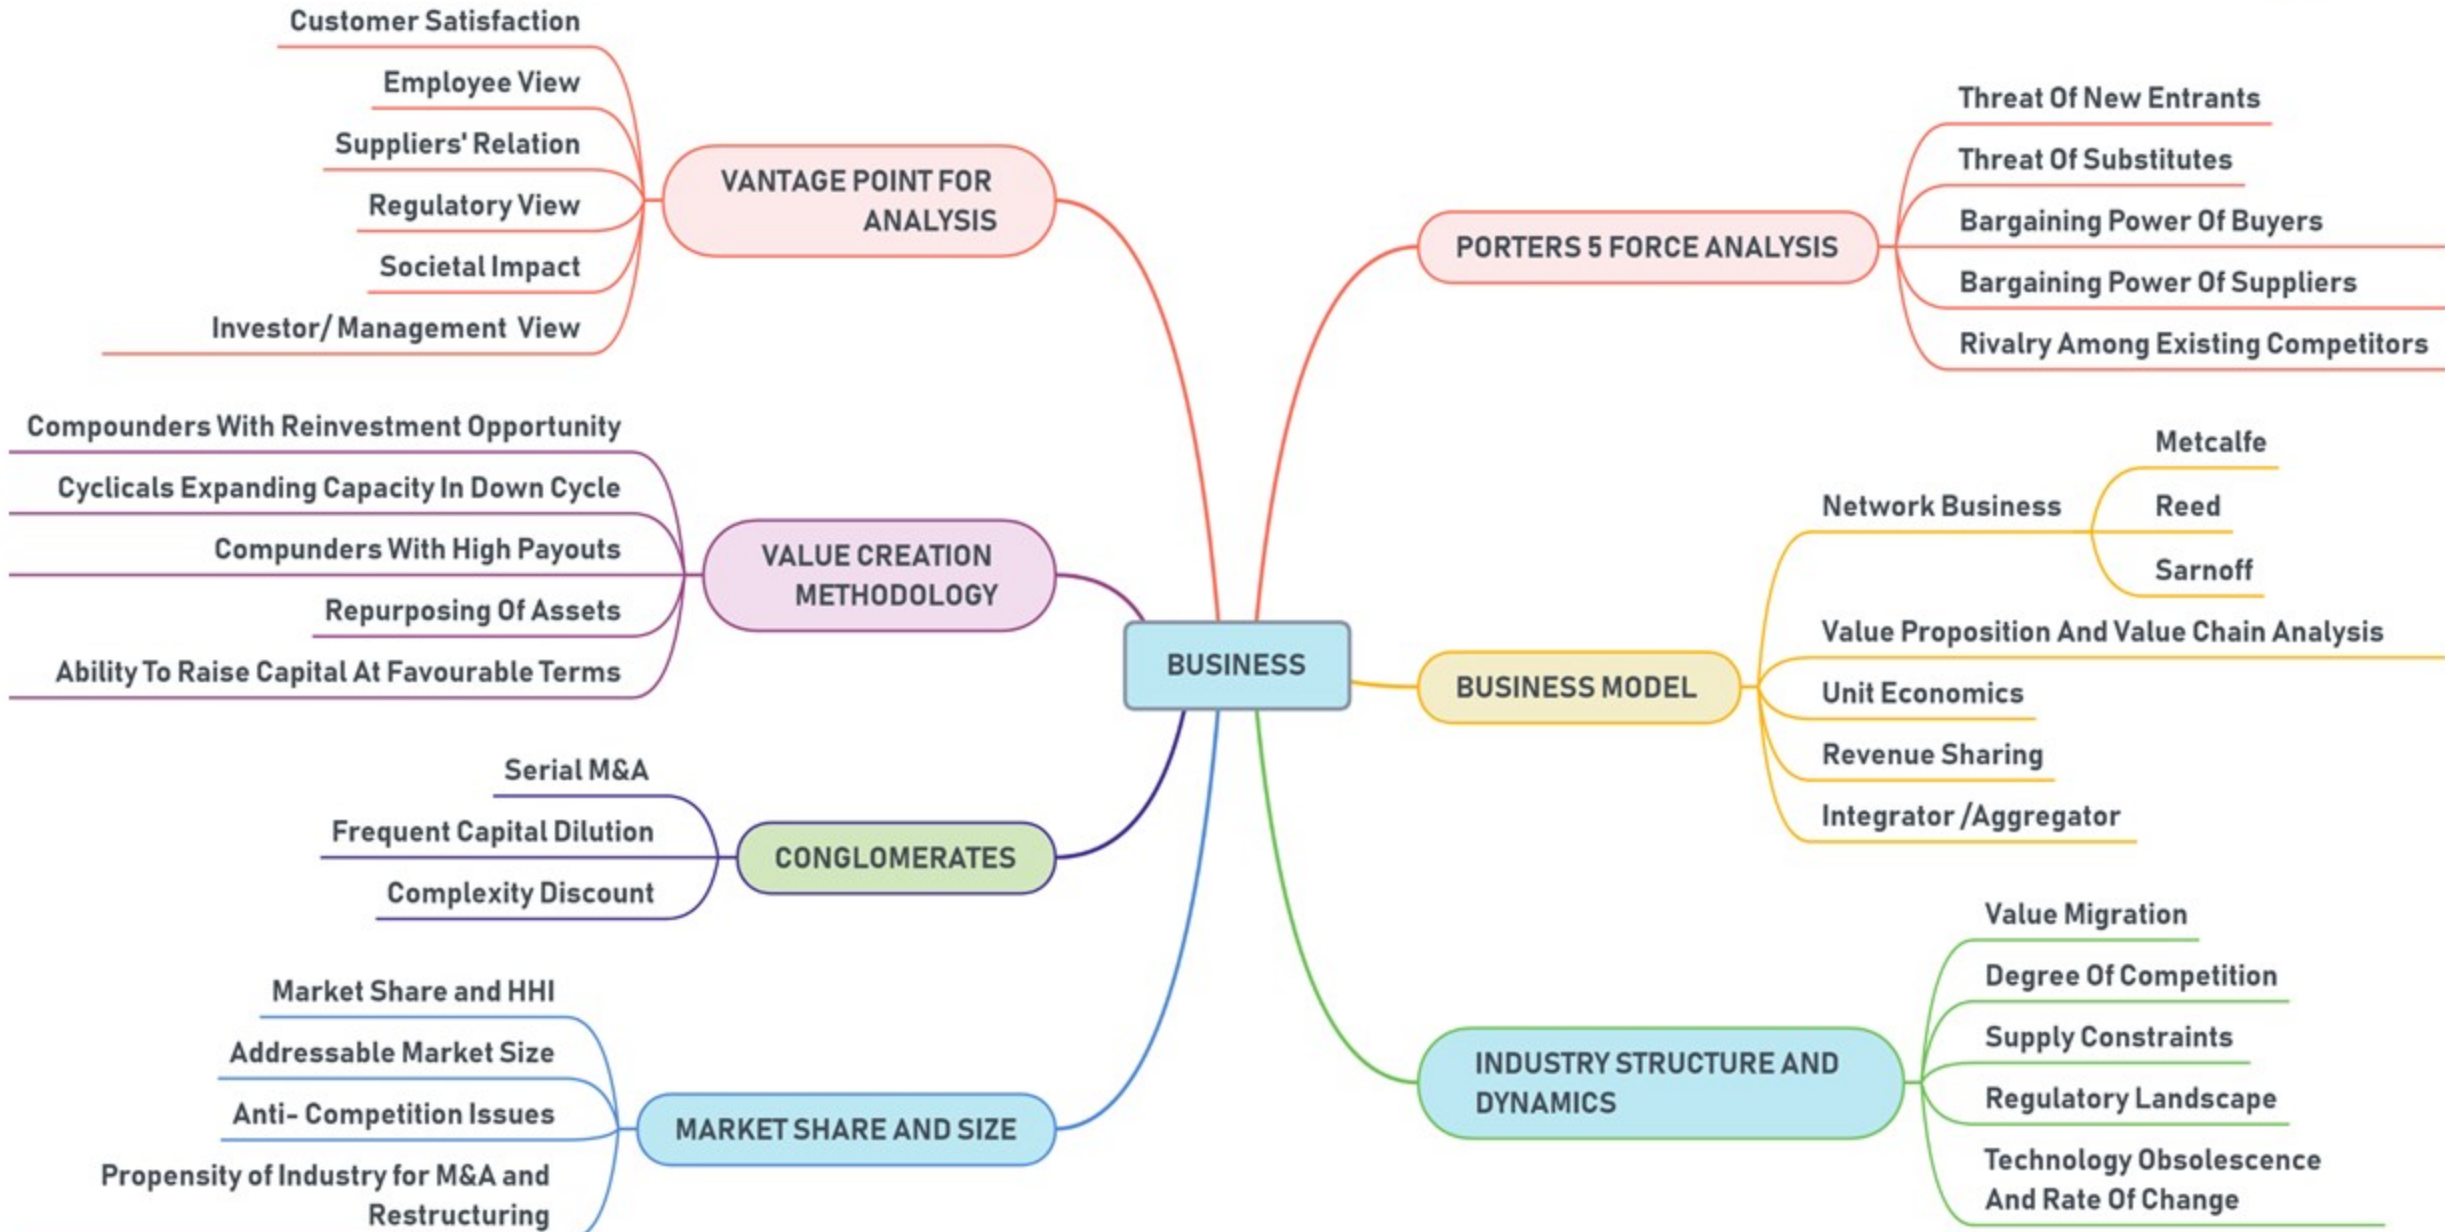 Customer Satisfaction
Employee View
Suppliers' Relation
Regulatory View
Societal Impact
Investor/ Management  View
VANTAGE POINT FOR
ANALYSIS
Compounders With Reinvestment Opportunity
Cyclicals Expanding Capacity In Down Cycle
Compunders With High Payouts
Repurposing Of Assets
Ability To Raise Capital At Favourable Terms
VALUE CREATION
METHODOLOGY
Serial M&A
Frequent Capital Dilution
Complexity Discount
CONGLOMERATES
Market Share and HHI
Addressable Market Size
Anti- Competition Issues
Propensity of Industry for M&A and
Restructuring
MARKET SHARE AND SIZE
BUSINESS
PORTERS 5 FORCE ANALYSIS
Threat Of New Entrants
Threat Of Substitutes
Bargaining Power Of Buyers
Bargaining Power Of Suppliers
Rivalry Among Existing Competitors
BUSINESS MODEL
Network Business
Metcalfe
Reed
Sarnoff
Value Proposition And Value Chain Analysis
Unit Economics
Revenue Sharing
Integrator /Aggregator
INDUSTRY STRUCTURE AND
DYNAMICS
Value Migration
Degree Of Competition
Supply Constraints
Regulatory Landscape
Technology Obsolescence
And Rate Of Change